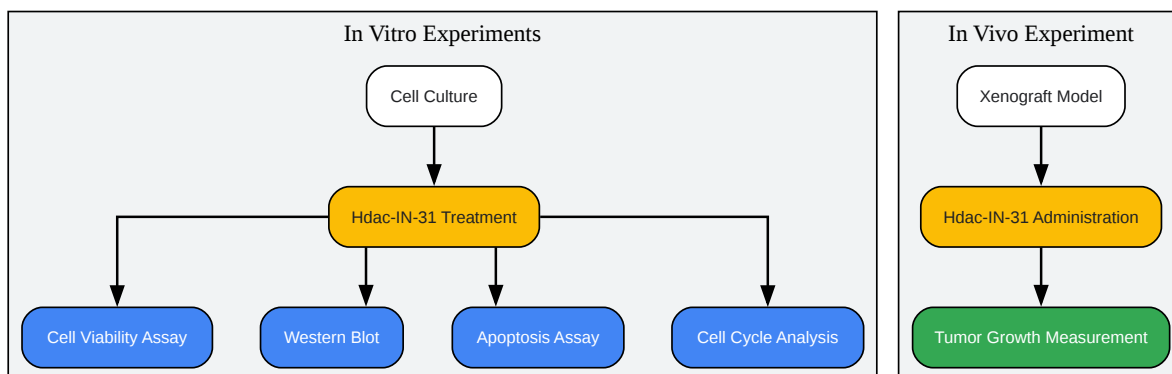 In Vitro Experiments
Cell Culture
Hdac-IN-31 Treatment
Cell Viability Assay
Western Blot
Apoptosis Assay
Cell Cycle Analysis
In Vivo Experiment
Xenograft Model
Hdac-IN-31 Administration
Tumor Growth Measurement